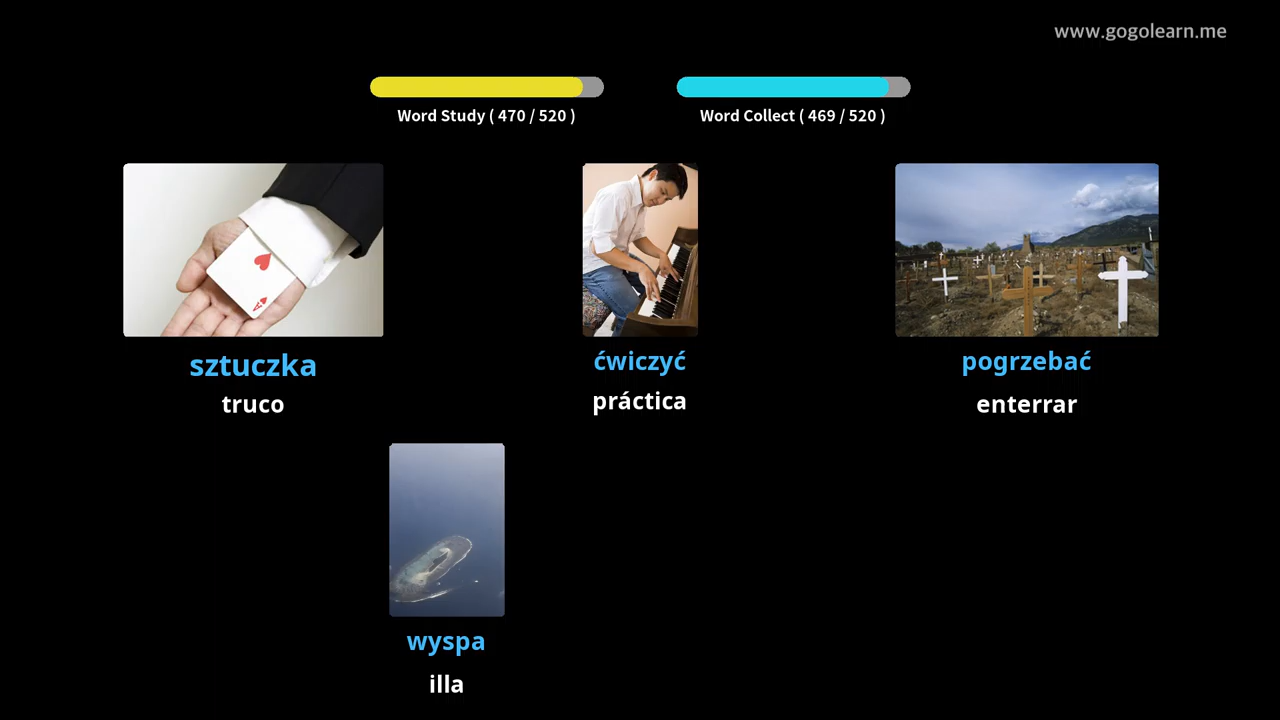 www.gogolearn.me
Word Study ( 470 / 520 )
Word Collect ( 469 / 520 )
sztuczka
truco
ćwiczyć
práctica
pogrzebać
enterrar
wyspa
illa